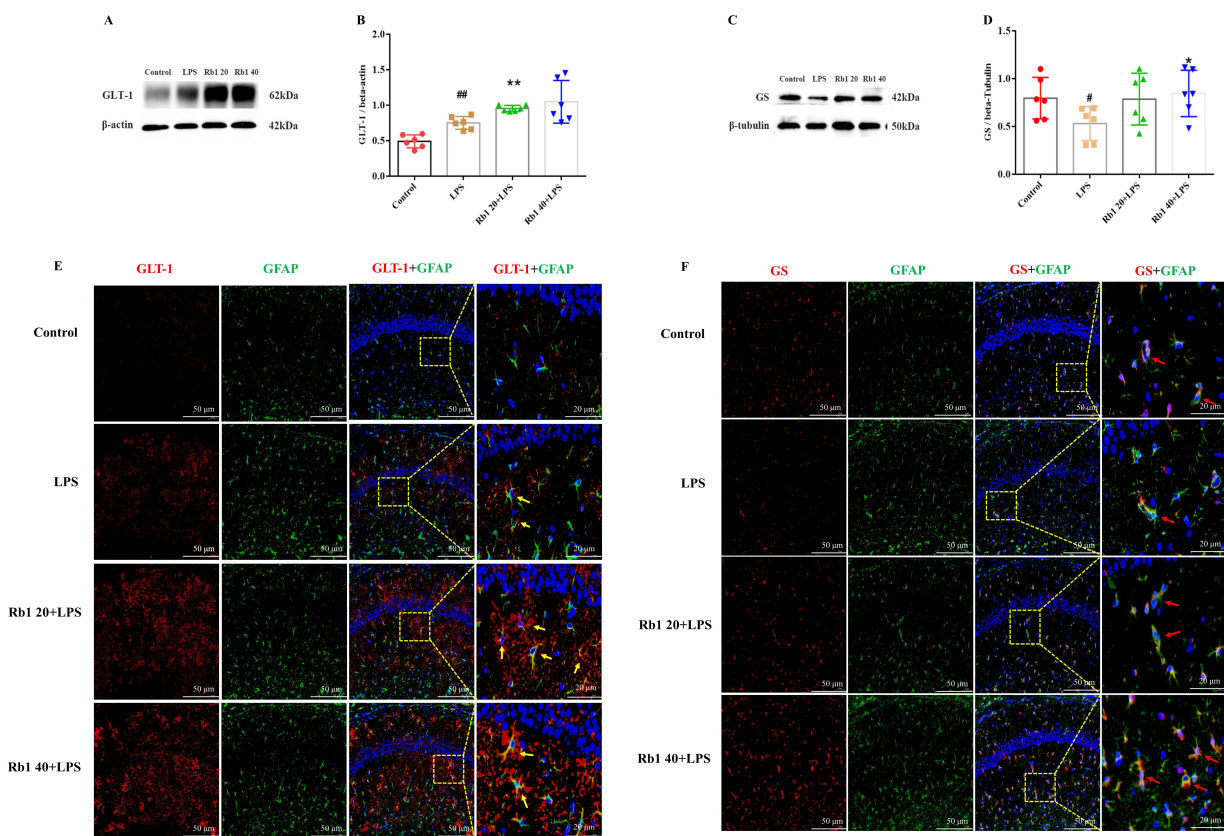 A
Control LPS Rb1 20 Rb1 40
GLT-1 62kDa
β-actin 42kDa
B
GLT-1 / beta-actin
2.0
1.5
1.0
0.5
0.0
##
**
Control
LPS
Rb1 20+LPS
Rb1 40+LPS
C
Control LPS Rb1 20 Rb1 40
GS 42kDa
β-tubulin 50kDa
D
GS / beta-Tubulin
1.5
1.0
0.5
0.0
#
*
Control
LPS
Rb1 20+LPS
Rb1 40+LPS
E
GLT-1 GFAP GLT-1+GFAP GLT-1+GFAP
Control
50 μm 50 μm 50 μm 20 μm
LPS
50 μm 50 μm 50 μm 20 μm
Rb1 20+LPS
50 μm 50 μm 50 μm 20 μm
Rb1 40+LPS
50 μm 50 μm 50 μm 20 μm
F
GS GFAP GS+GFAP GS+GFAP
Control
50 μm 50 μm 50 μm 20 μm
LPS
50 μm 50 μm 50 μm 20 μm
Rb1 20+LPS
50 μm 50 μm 50 μm 20 μm
Rb1 40+LPS
50 μm 50 μm 50 μm 20 μm